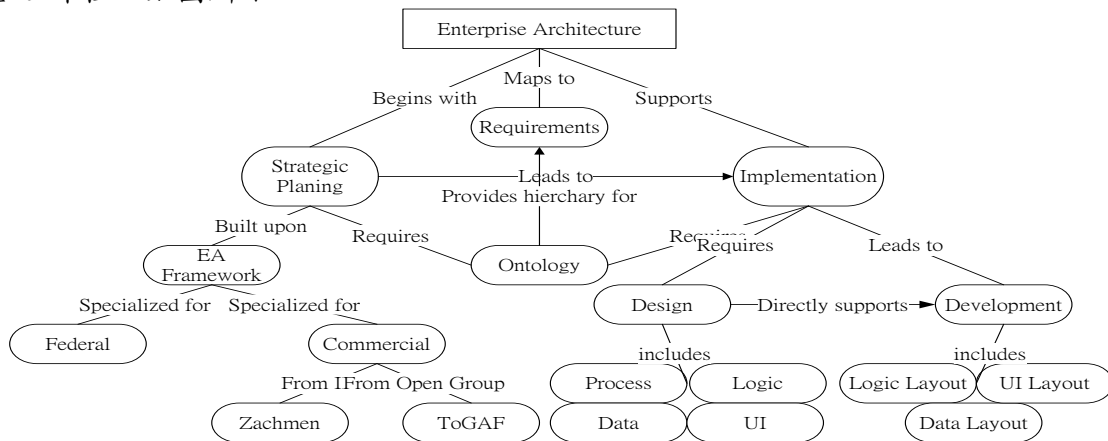 Enterprise Architecture
Maps to
Begins with
Supports
Requirements
Strategic
Planing
Leads to
Implementation
Provides hierchary for
Built upon
Requires
Requires
Requires
Leads to
EA
Framework
Ontology
Specialized for
Specialized for
Design
Directly supports
Development
Federal
Commercial
includes
includes
From I
From Open Group
Process
Logic
Logic Layout
UI Layout
Zachmen
ToGAF
Data
UI
Data Layout